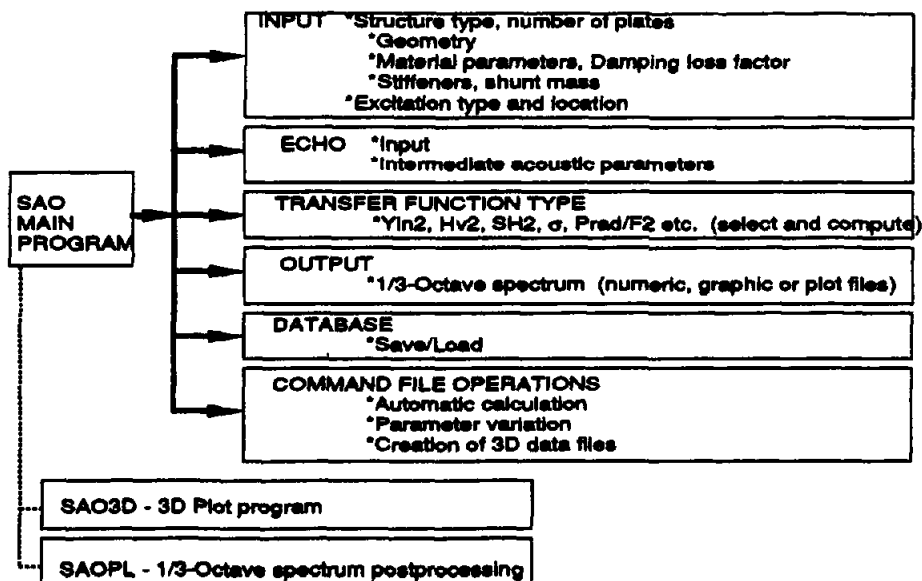 INPUT *Structure type, number of plates
*Geometry
*Material parameters, Damping loss factor
*Stiffeners, shunt mass
*Excitation type and location
ECHO *Input
*Intermediate acoustic parameters
SAO
MAIN
PROGRAM
TRANSFER FUNCTION TYPE
*Yin2, Hv2, SH2, σ, Prad/F2 etc. (select and compute)
OUTPUT
*1/3-Octave spectrum (numeric, graphic or plot files)
DATABASE
*Save/Load
COMMAND FILE OPERATIONS
*Automatic calculation
*Parameter variation
*Creation of 3D data files
SAO3D - 3D Plot program
SAOPL - 1/3-Octave spectrum postprocessing